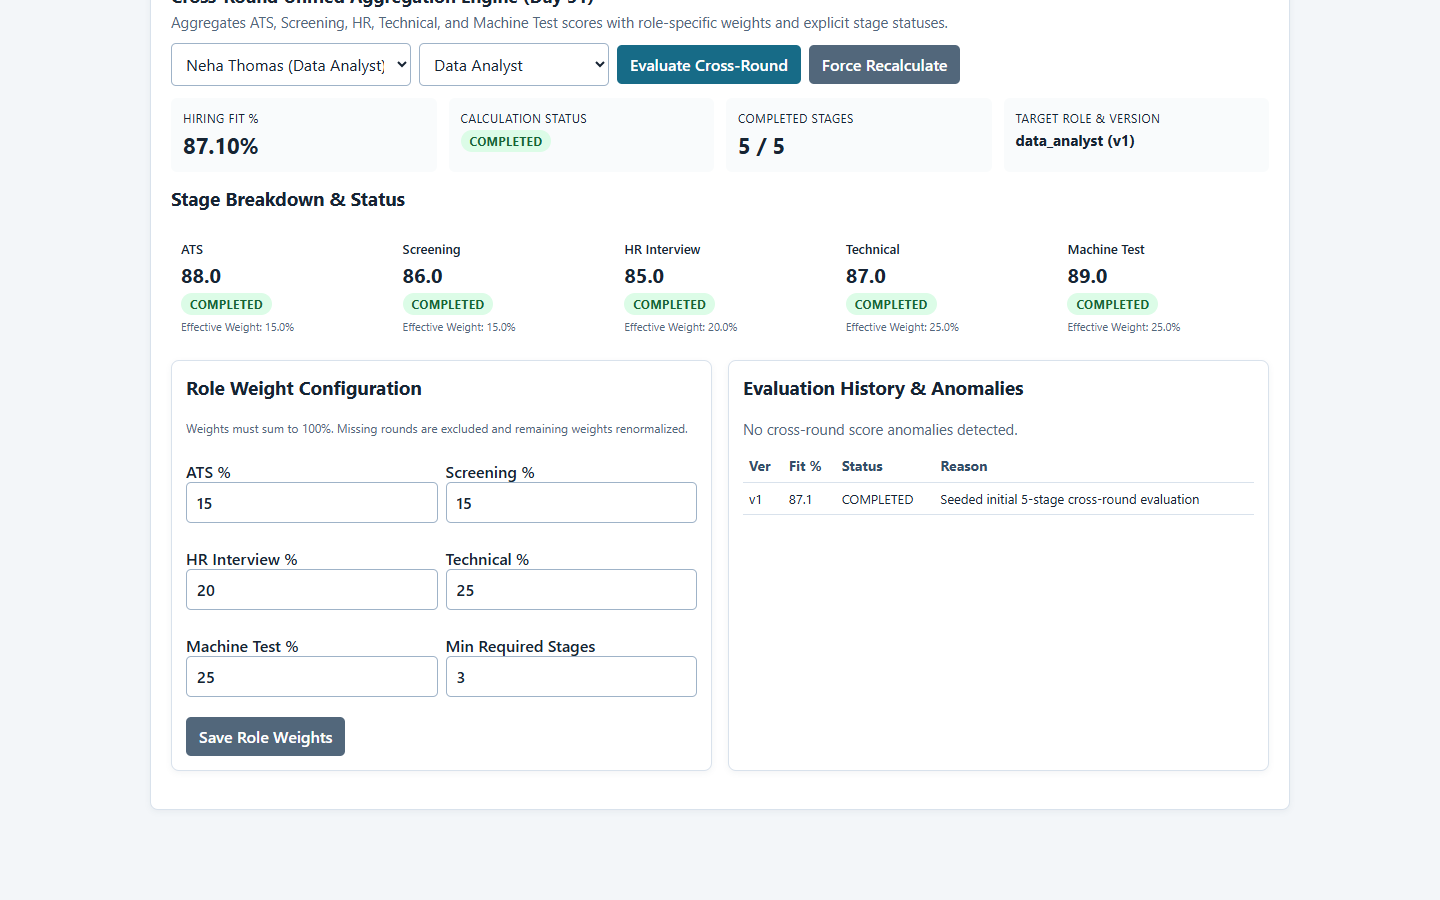 Cross-Round Unified Aggregation Engine (Day 51)
Aggregates ATS, Screening, HR, Technical, and Machine Test scores with role-specific weights and explicit stage statuses.
Neha Thomas (Data Analyst) Data Analyst Evaluate Cross-Round Force Recalculate
HIRING FIT % CALCULATION STATUS COMPLETED STAGES TARGET ROLE & VERSION
87.10% COMPLETED 5 / 5 data_analyst (v1)
Stage Breakdown & Status
ATS Screening HR Interview Technical Machine Test
88.0 86.0 85.0 87.0 89.0
COMPLETED COMPLETED COMPLETED COMPLETED COMPLETED
Effective Weight: 15.0% Effective Weight: 15.0% Effective Weight: 20.0% Effective Weight: 25.0% Effective Weight: 25.0%
Role Weight Configuration
Weights must sum to 100%. Missing rounds are excluded and remaining weights renormalized.
ATS % Screening %
15 15
HR Interview % Technical %
20 25
Machine Test % Min Required Stages
25 3
Save Role Weights
Evaluation History & Anomalies
No cross-round score anomalies detected.
Ver Fit % Status Reason
v1 87.1 COMPLETED Seeded initial 5-stage cross-round evaluation